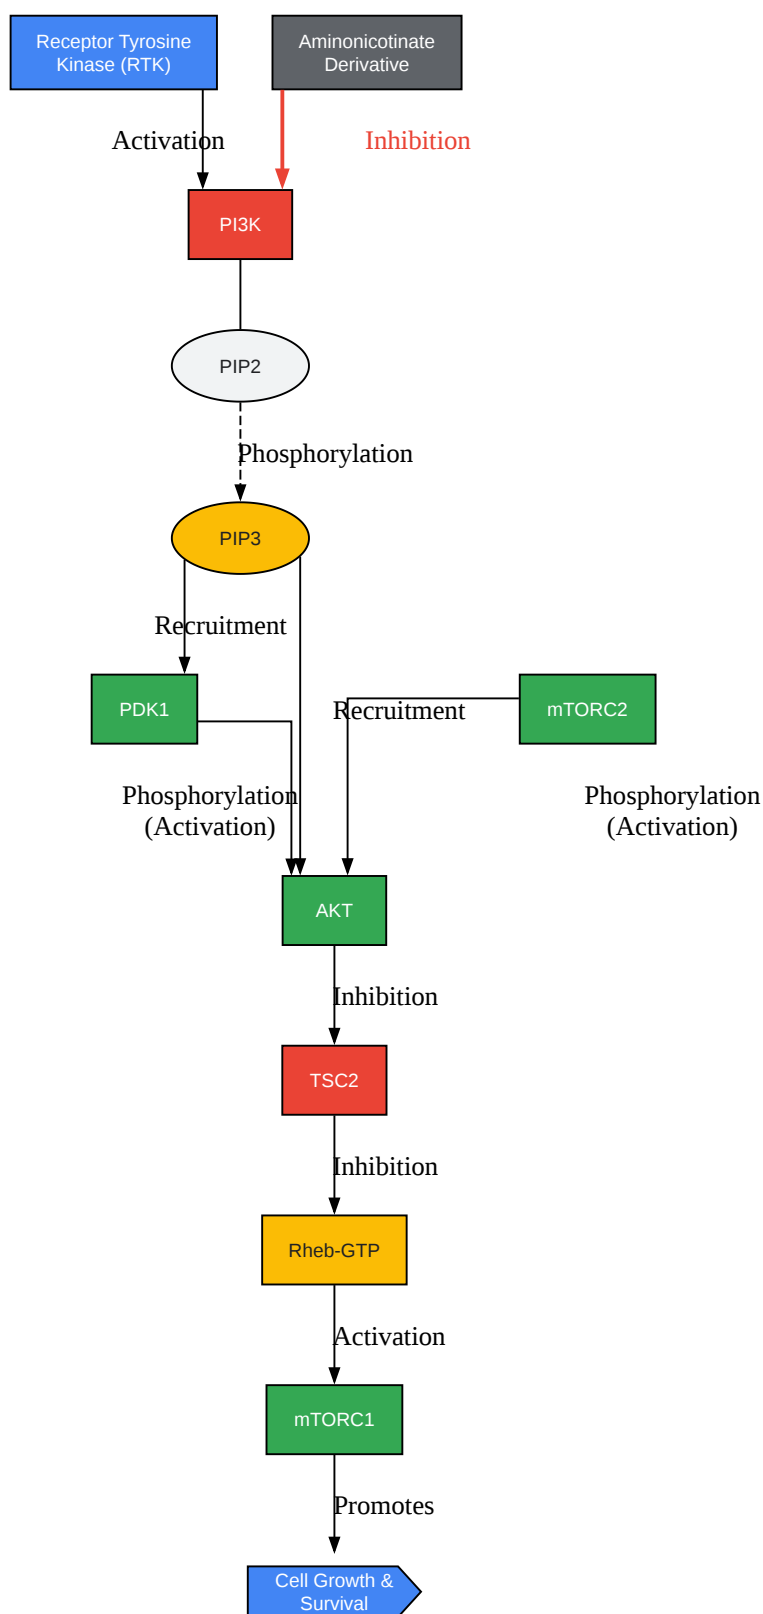 Receptor Tyrosine
Kinase (RTK)
Aminonicotinate
Derivative
Activation
Inhibition
PI3K
PIP2
Phosphorylation
PIP3
Recruitment
PDK1
Recruitment
mTORC2
Phosphorylation
(Activation)
Phosphorylation
(Activation)
AKT
Inhibition
TSC2
Inhibition
Rheb-GTP
Activation
mTORC1
Promotes
Cell Growth &
Survival